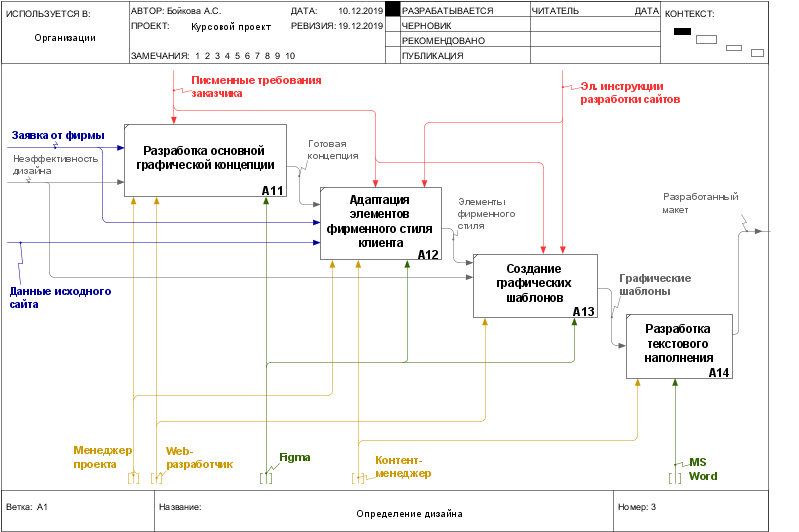 ИСПОЛЬЗУЕТСЯ В:
Организации
АВТОР: Бойкова А.С.
ДАТА: 10.12.2019
ПРОЕКТ: Курсовой проект
РЕВИЗИЯ: 19.12.2019
ЗАМЕЧАНИЯ: 1 2 3 4 5 6 7 8 9 10
РАЗРАБАТЫВАЕТСЯ
ЧЕРНОВИК
РЕКОМЕНДОВАНО
ПУБЛИКАЦИЯ
ЧИТАТЕЛЬ ДАТА
КОНТЕКСТ:
Писменные требования
заказчика
Эл. инструкции
разработки сайтов
Заявка от фирмы
Неэффективность
дизайна
Разработка основной
графической концепции
A11
Готовая
концепция
Адаптация
элементов
фирменного стиля
клиента
A12
Элементы
фирменного
стиля
Разработанный
макет
Создание
графических
шаблонов
A13
Графические
шаблоны
Данные исходного
сайта
Разработка
текстового
наполнения
A14
Менеджер
проекта
Web-
разработчик
Figma
Контент-
менеджер
MS
Word
Ветка: A1
Название:
Определение дизайна
Номер: 3